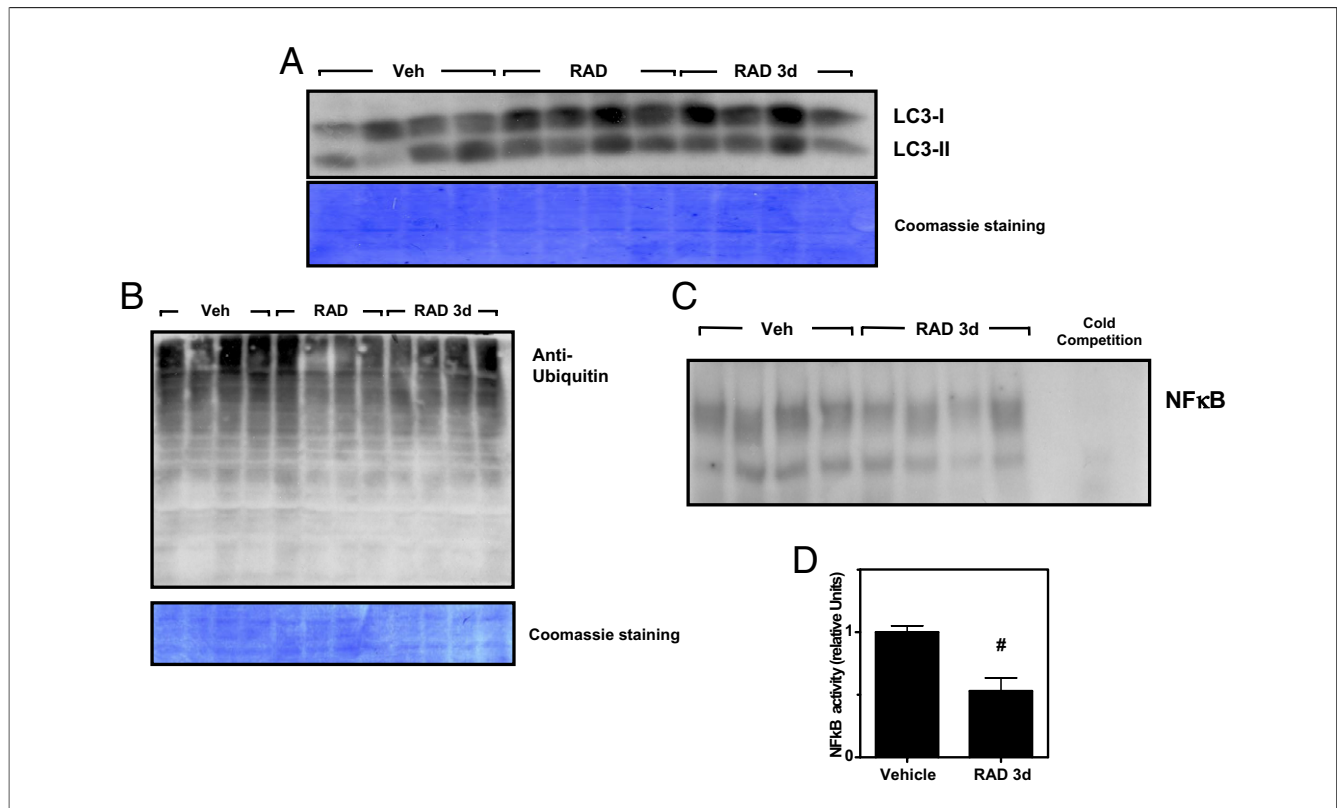 A
Veh RAD RAD 3d
LC3-I
LC3-II
Coomassie staining
B
Veh RAD RAD 3d
Anti-
Ubiquitin
Coomassie staining
C
Veh RAD 3d Cold
Competition
NFκB
D
NFkB activity (relative Units)
1
#
0
Vehicle RAD 3d